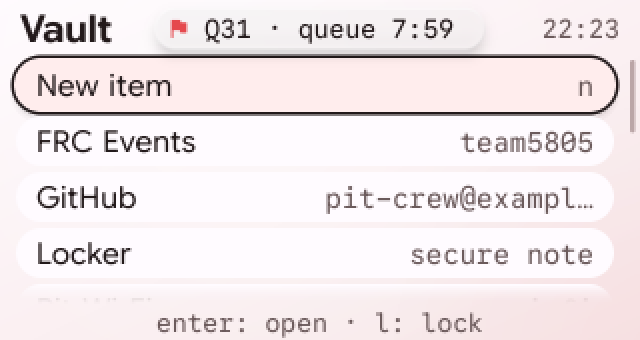 Vault Q31 · queue 7:59 22:23
New item n
FRC Events team5805
GitHub pit-crew@exampl…
Locker secure note
enter: open · l: lock